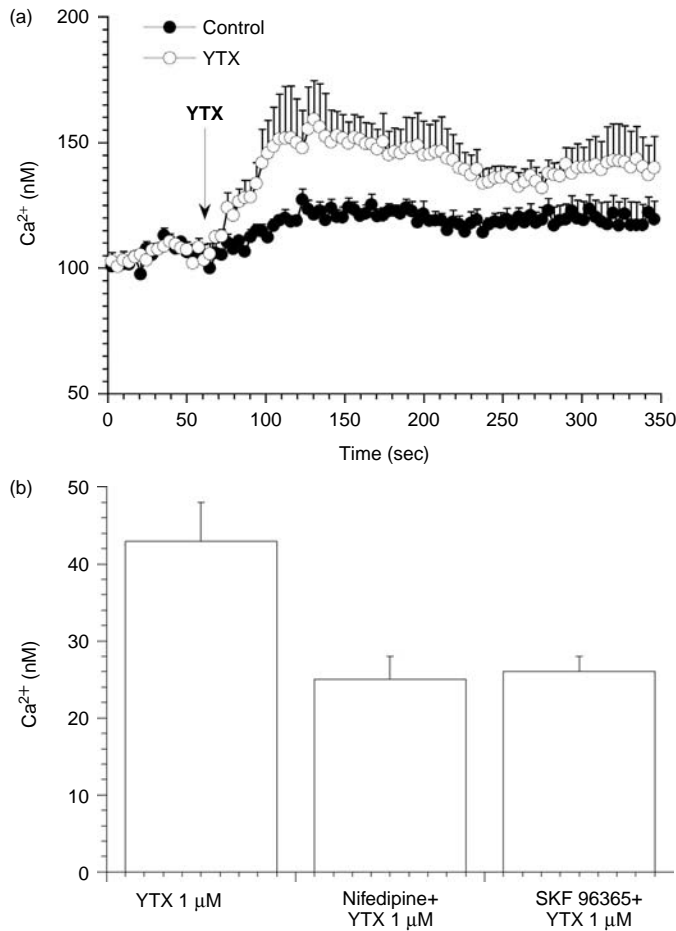 (a)
200
150
100
50
Ca²⁺ (nM)
Control
YTX
YTX
0 50 100 150 200 250 300 350
Time (sec)
(b)
50
40
30
20
10
0
Ca²⁺ (nM)
YTX 1 μM
Nifedipine+
YTX 1 μM
SKF 96365+
YTX 1 μM